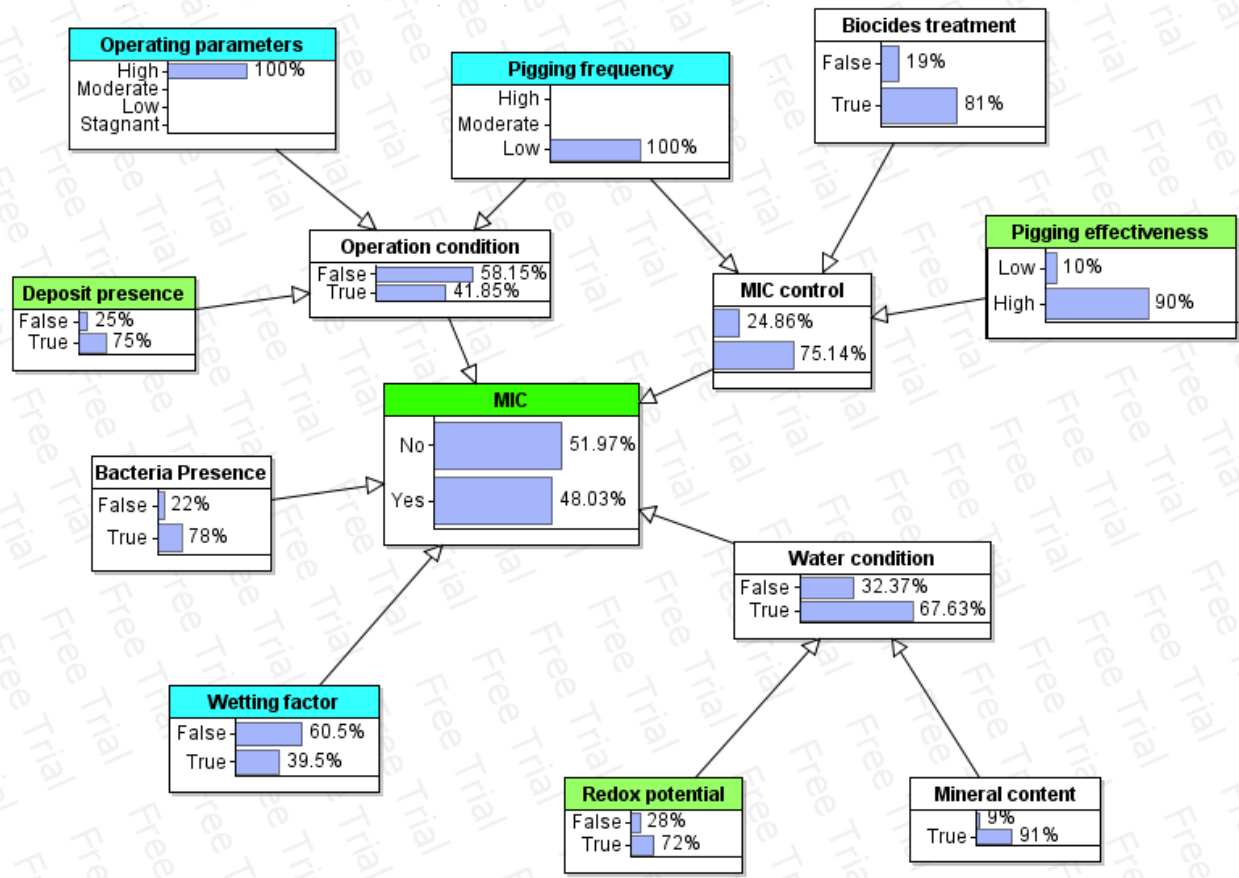 Operating parameters
High 100%
Moderate
Low
Stagnant
Pigging frequency
High
Moderate
Low 100%
Biocides treatment
False 19%
True 81%
Operation condition
False 58.15%
True 41.85%
Pigging effectiveness
Low 10%
High 90%
Deposit presence
False 25%
True 75%
MIC control
24.86%
75.14%
MIC
No 51.97%
Yes 48.03%
Bacteria Presence
False 22%
True 78%
Water condition
False 32.37%
True 67.63%
Wetting factor
False 60.5%
True 39.5%
Redox potential
False 28%
True 72%
Mineral content
9%
True 91%
Free Trial